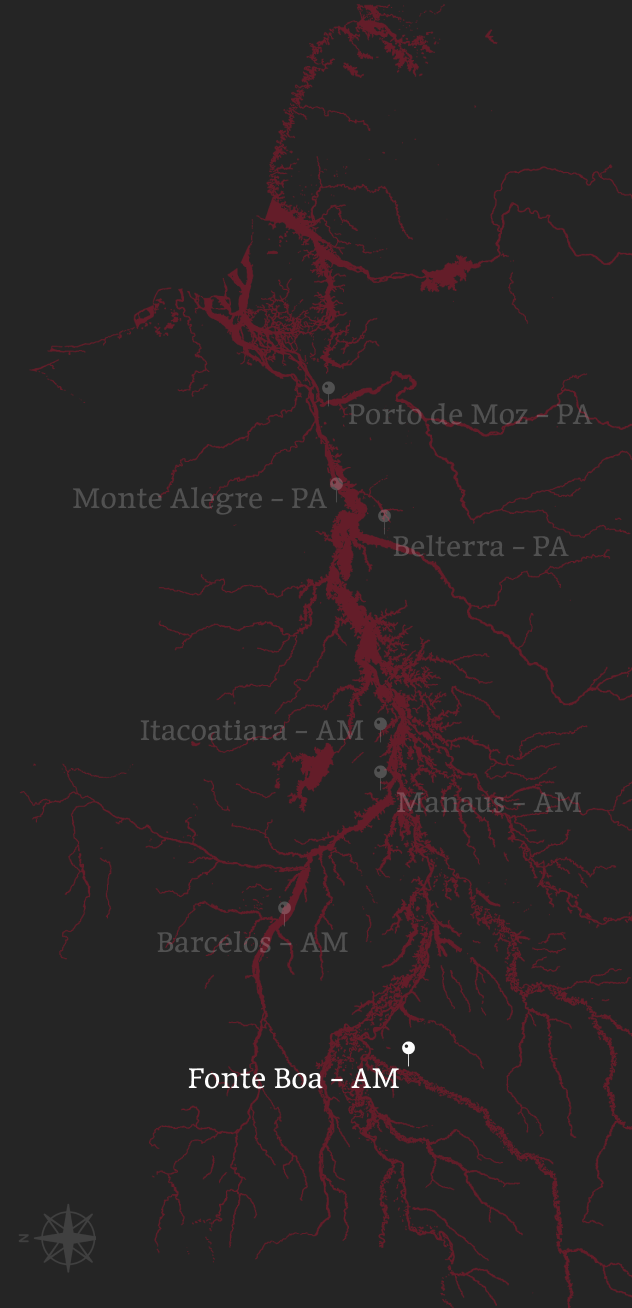 Porto de Moz – PA
Monte Alegre – PA
Belterra – PA
Itacoatiara – AM
Manaus – AM
Barcelos – AM
Fonte Boa – AM
N